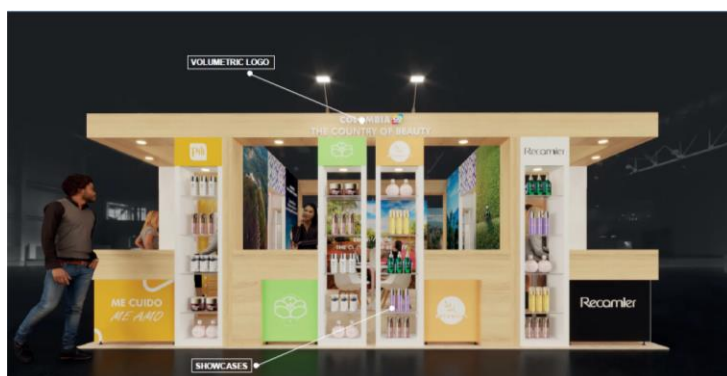 VOLUMETRIC LOGO
COLOMBIA
THE COUNTRY OF BEAUTY
Recamier
ME CUIDO
ME AMO
Recamier
SHOWCASES